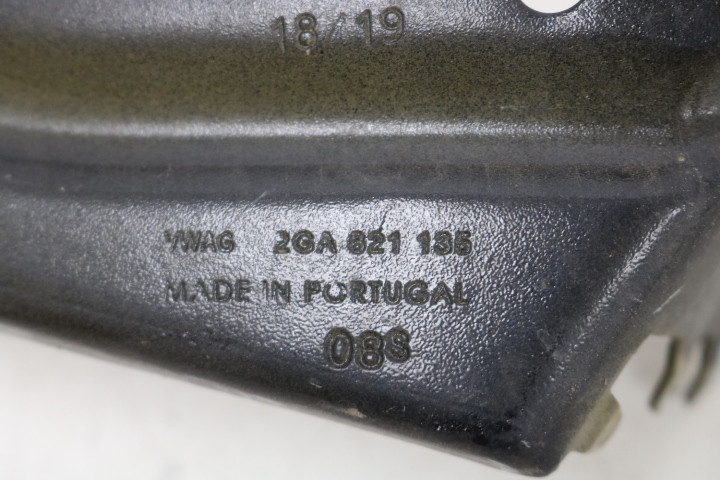 18/19
VWAG 2GA 821 135
MADE IN PORTUGAL
08S